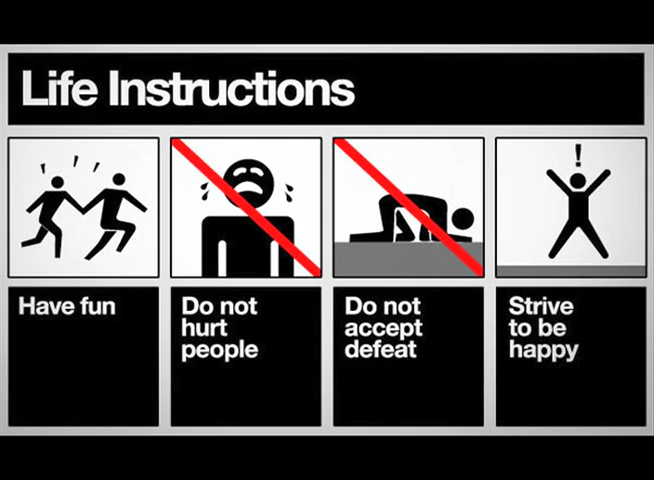 Life Instructions
!
Have fun
Do not
hurt
people
Do not
accept
defeat
Strive
to be
happy